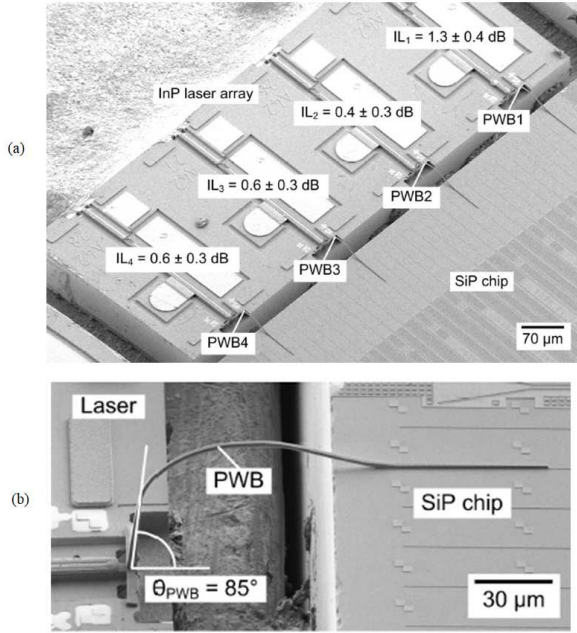 (a)
IL₁ = 1.3 ± 0.4 dB
InP laser array
IL₂ = 0.4 ± 0.3 dB
PWB1
IL₃ = 0.6 ± 0.3 dB
PWB2
IL₄ = 0.6 ± 0.3 dB
PWB3
SiP chip
PWB4
70 µm
(b)
Laser
PWB
SiP chip
θPWB = 85°
30 µm